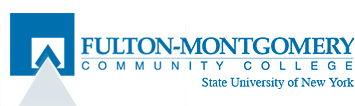 FULTON-MONTGOMERY
COMMUNITY COLLEGE
State University of New York